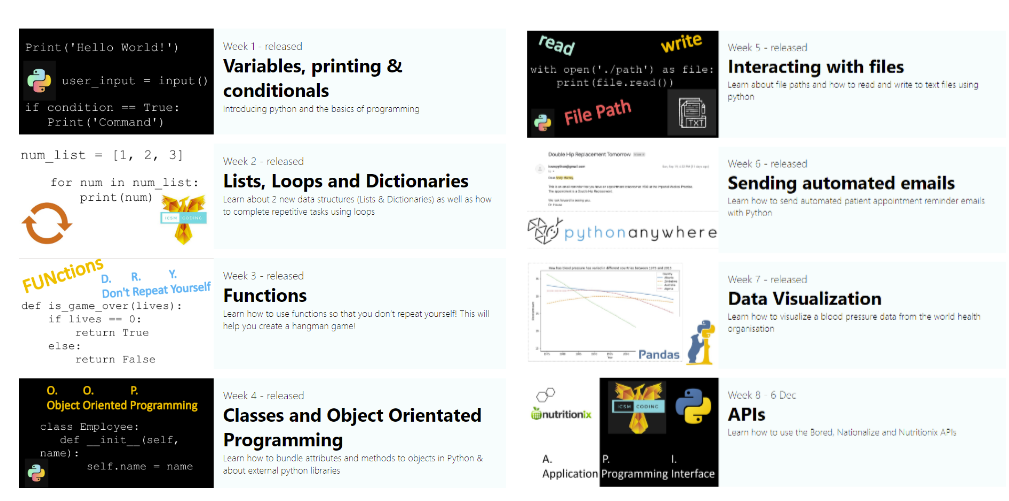 Print('Hello World!')
user_input = input()
if condition == True:
Print('Command')
Week 1 - released
Variables, printing &
conditionals
Introducing python and the basics of programming
num_list = [1, 2, 3]
for num in num_list:
print(num)
ICSM CODING
Week 2 - released
Lists, Loops and Dictionaries
Learn about 2 new data structures (Lists & Dictionaries) as well as how
to complete repetitive tasks using loops
FUNctions
D. R. Y.
Don't Repeat Yourself
def is_game_over(lives):
if lives == 0:
return True
else:
return False
Week 3 - released
Functions
Learn how to use functions so that you don't repeat yourself! This will
help you create a hangman game!
O. O. P.
Object Oriented Programming
class Employee:
def __init__(self,
name):
self.name = name
Week 4 - released
Classes and Object Orientated
Programming
Learn how to bundle attributes and methods to objects in Python &
about external python libraries
read
write
with open('./path') as file:
print(file.read())
File Path
TXT
Week 5 - released
Interacting with files
Learn about file paths and how to read and write to text files using
python
Double Hip Replacement Tomorrow
pythonanywhere
Week 6 - released
Sending automated emails
Learn how to send automated patient appointment reminder emails
with Python
Pandas
Week 7 - released
Data Visualization
Learn how to visualize a blood pressure data from the world health
organisation
nutritionix
ICSM CODING
A. P. I.
Application Programming Interface
Week 8 - 6 Dec
APIs
Learn how to use the Bored, Nationalize and Nutritionix APIs